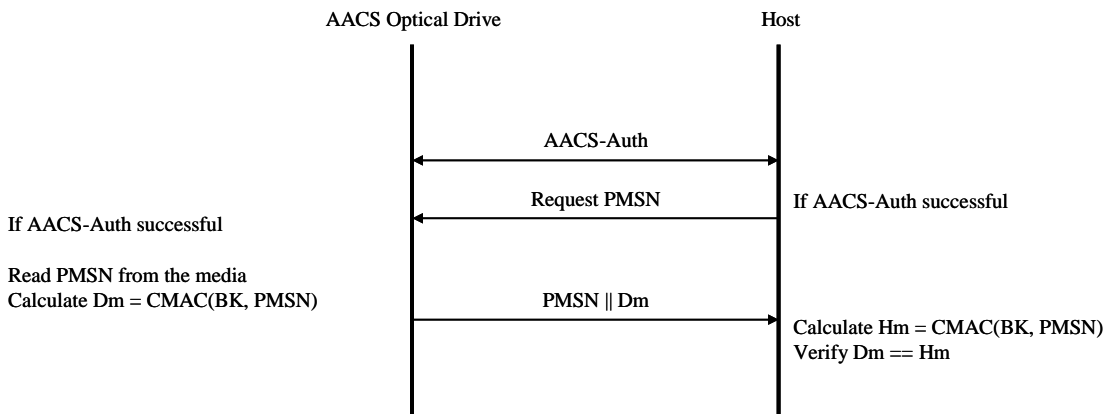 AACS Optical Drive
Host
AACS-Auth
Request PMSN
If AACS-Auth successful
If AACS-Auth successful
Read PMSN from the media
Calculate Dm = CMAC(BK, PMSN)
PMSN || Dm
Calculate Hm = CMAC(BK, PMSN)
Verify Dm == Hm